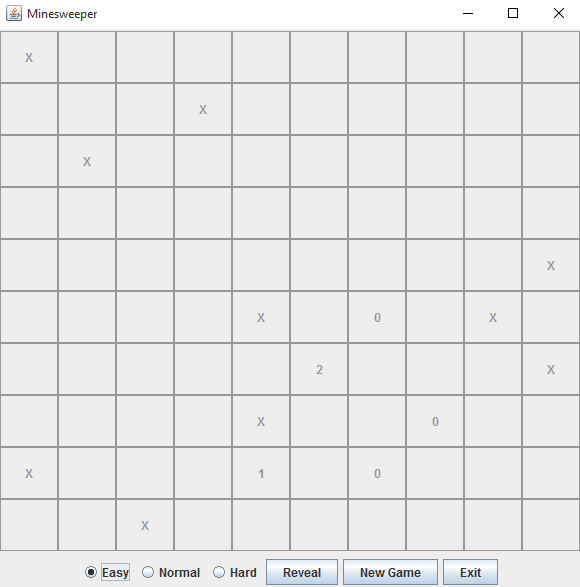 Minesweeper
X
X
X
X
X 0 X
2 X
X 0
X 1 0
X
Easy Normal Hard Reveal New Game Exit